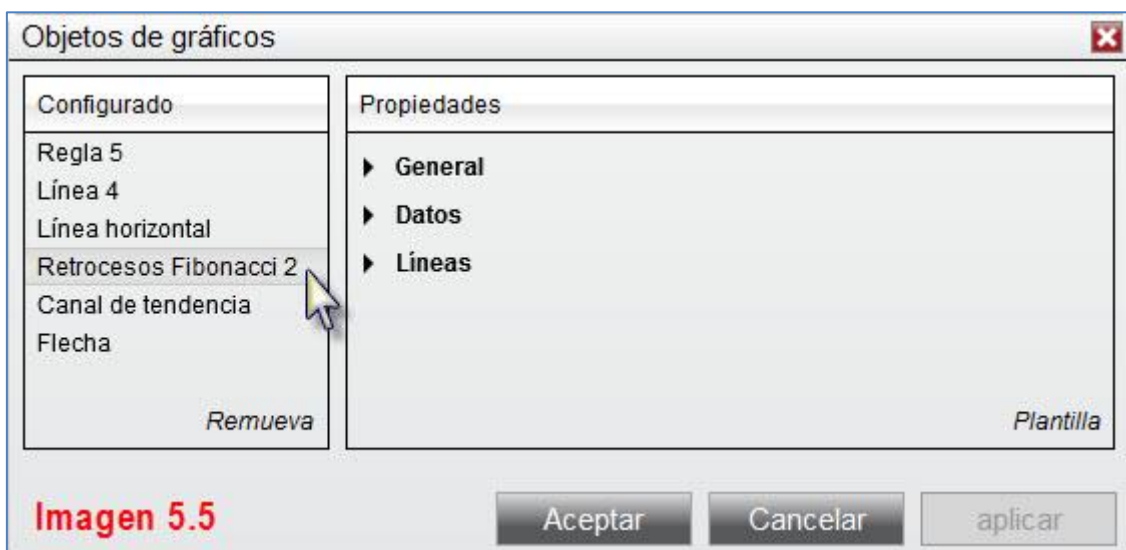 Objetos de gráficos
Configurado
Regla 5
Línea 4
Línea horizontal
Retrocesos Fibonacci 2
Canal de tendencia
Flecha
Remueva
Propiedades
General
Datos
Líneas
Plantilla
Imagen 5.5
Aceptar
Cancelar
aplicar